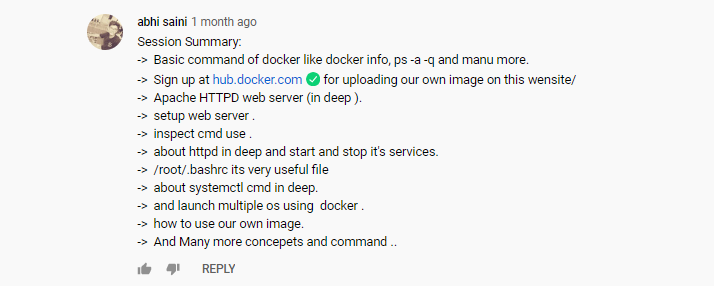 abhi saini 1 month ago
Session Summary:
-> Basic command of docker like docker info, ps -a -q and manu more.
-> Sign up at hub.docker.com for uploading our own image on this wensite/
-> Apache HTTPD web server (in deep ).
-> setup web server .
-> inspect cmd use .
-> about httpd in deep and start and stop it's services.
-> /root/.bashrc its very useful file
-> about systemctl cmd in deep.
-> and launch multiple os using docker .
-> how to use our own image.
-> And Many more concepets and command ..
REPLY